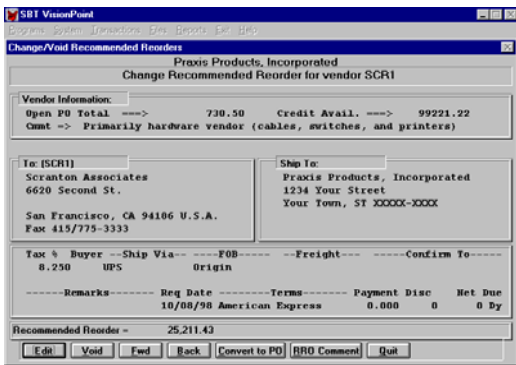 SBT VisionPoint
Programs System Transactions Files Reports Exit Help
Change/Void Recommended Reorders
Praxis Products, Incorporated
Change Recommended Reorder for vendor SCR1
Vendor Information:
Open PO Total ===> 730.50 Credit Avail. ===> 99221.22
Cmmt => Primarily hardware vendor (cables, switches, and printers)
To: [SCR1]
Scranton Associates
6620 Second St.
San Francisco, CA 94106 U.S.A.
Fax 415/775-3333
Ship To:
Praxis Products, Incorporated
1234 Your Street
Your Town, ST XXXXX-XXXX
Tax % Buyer --Ship Via-- ----FOB----- --Freight--- -----Confirm To-----
8.250 UPS Origin
------Remarks------- Req Date ------Terms------- Payment Disc Net Due
10/08/98 American Express 0.000 0 0 Dy
Recommended Reorder = 25,211.43
Edit Void Fwd Back Convert to PO RRO Comment Quit